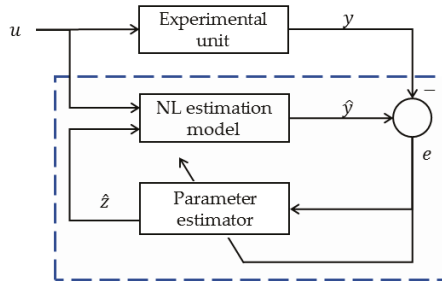 u
Experimental
unit
y
−
NL estimation
model
ŷ
e
ẑ
Parameter
estimator